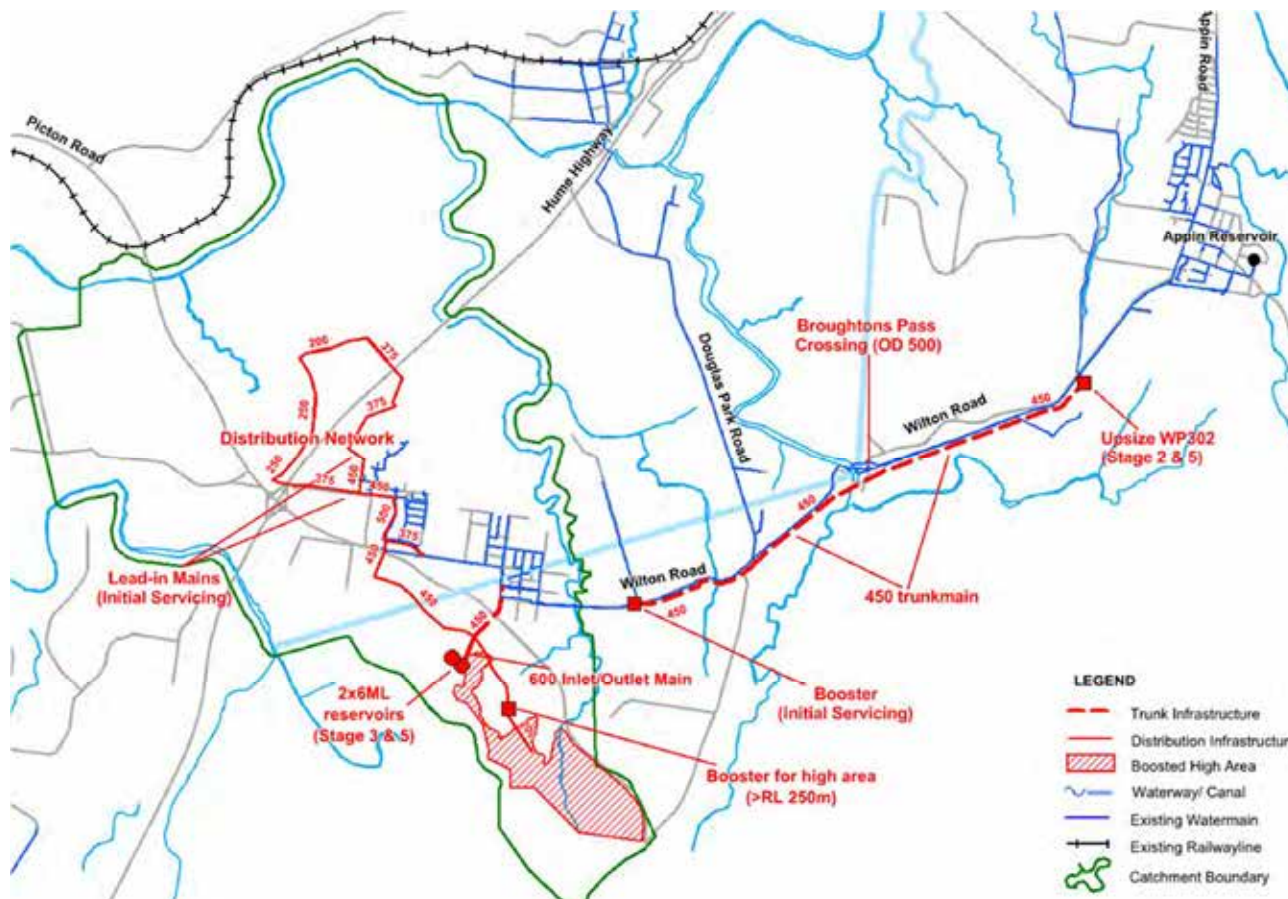 Appin Road
Picton Road
Hume Highway
Appin Reservoir
Broughtons Pass
Crossing (OD 500)
Douglas Park Road
200
375
250
375
Distribution Network
250
450
375
450
500
375
450
Wilton Road
450
Upsize WP302
(Stage 2 & 5)
450
Lead-in Mains
(Initial Servicing)
450
450
Wilton Road
450
450 trunkmain
600 Inlet/Outlet Main
2x6ML
reservoirs
(Stage 3 & 5)
Booster
(Initial Servicing)
Booster for high area
(>RL 250m)
LEGEND
Trunk Infrastructure
Distribution Infrastructur
Boosted High Area
Waterway/ Canal
Existing Watermain
Existing Railwayline
Catchment Boundary